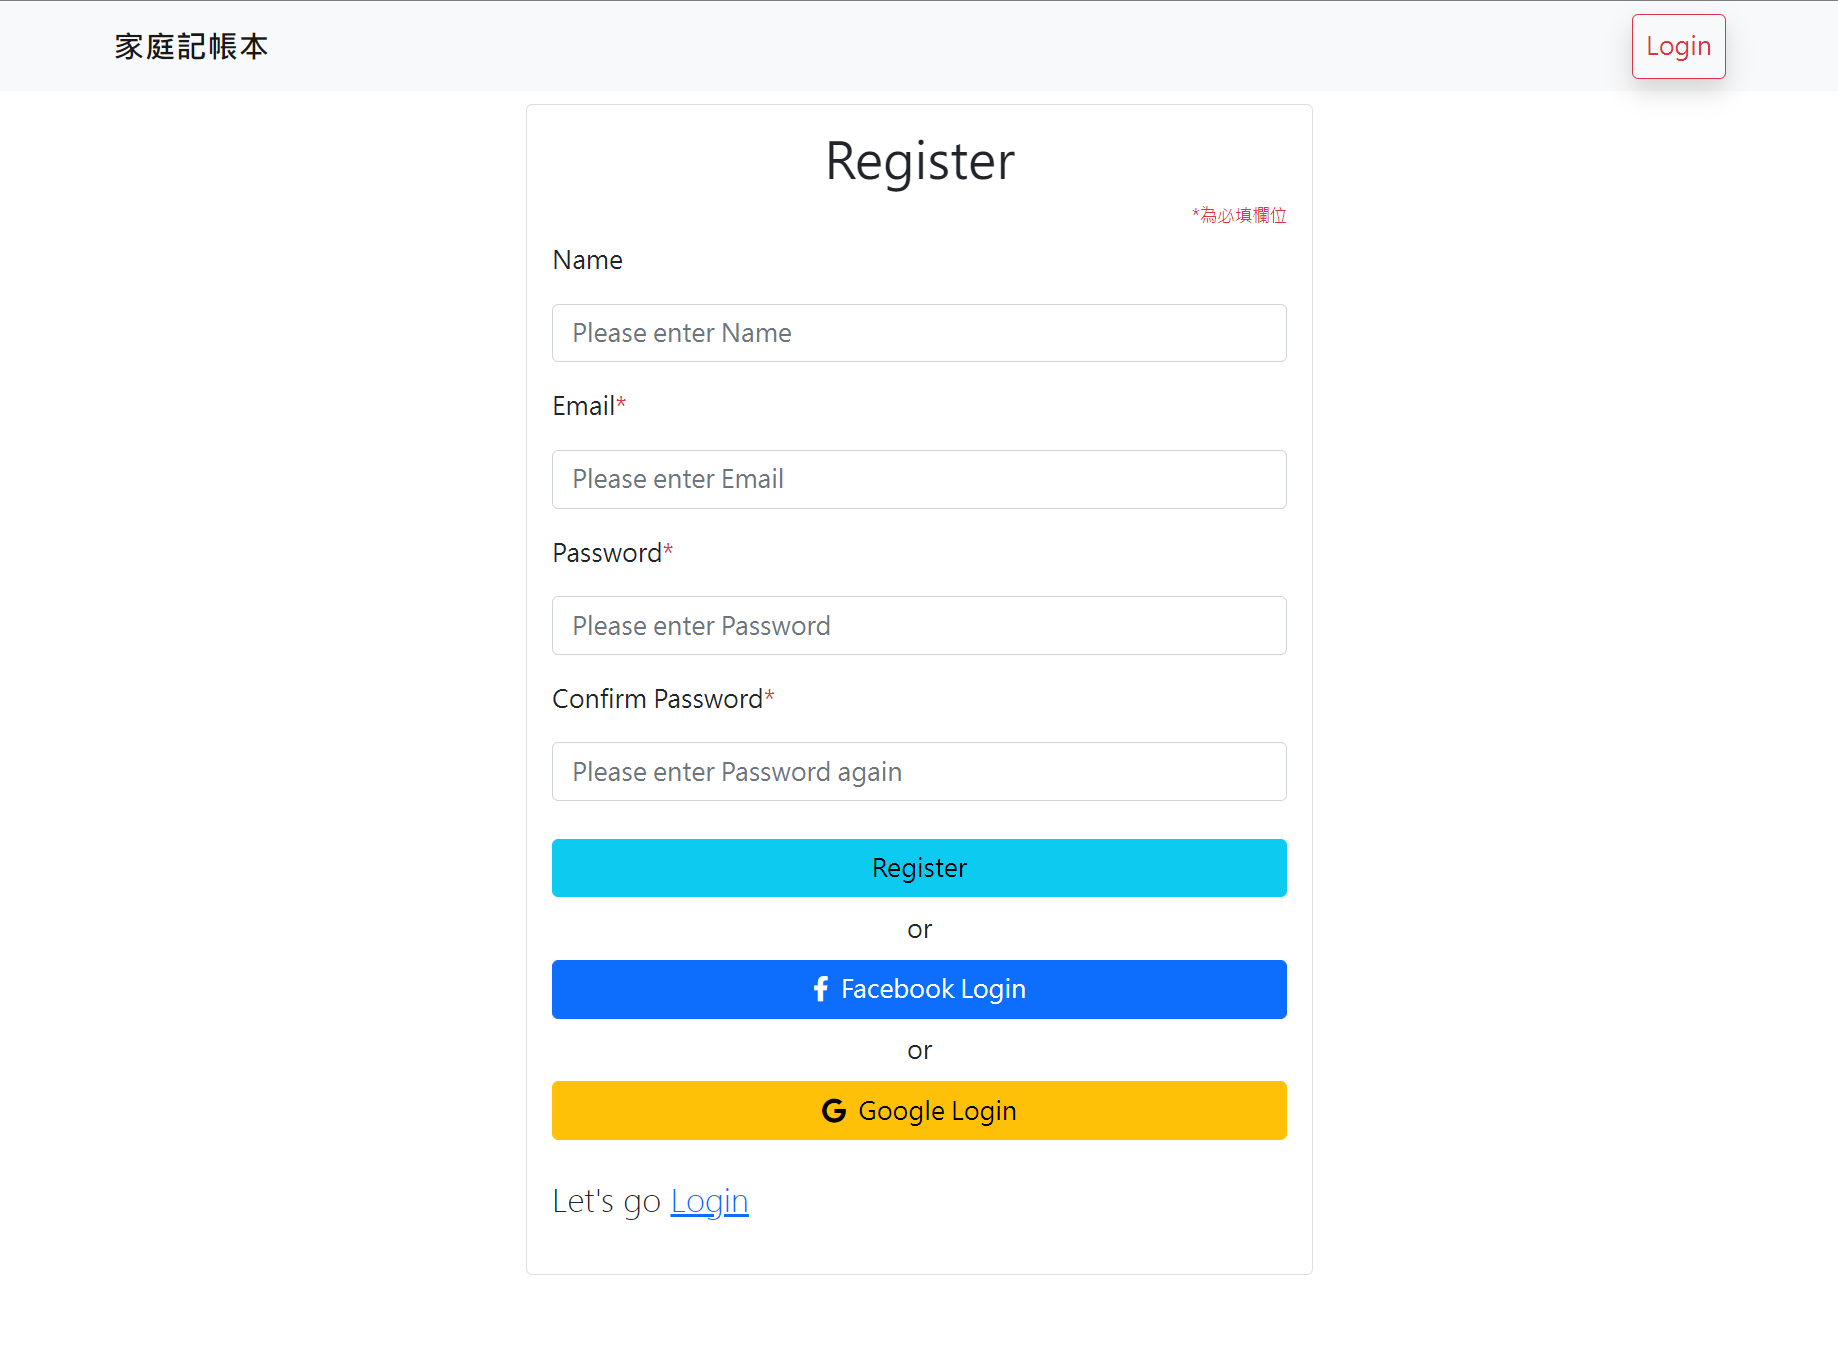 家庭記帳本
Login
Register
*為必填欄位
Name
Please enter Name
Email*
Please enter Email
Password*
Please enter Password
Confirm Password*
Please enter Password again
Register
or
Facebook Login
or
Google Login
Let's go Login